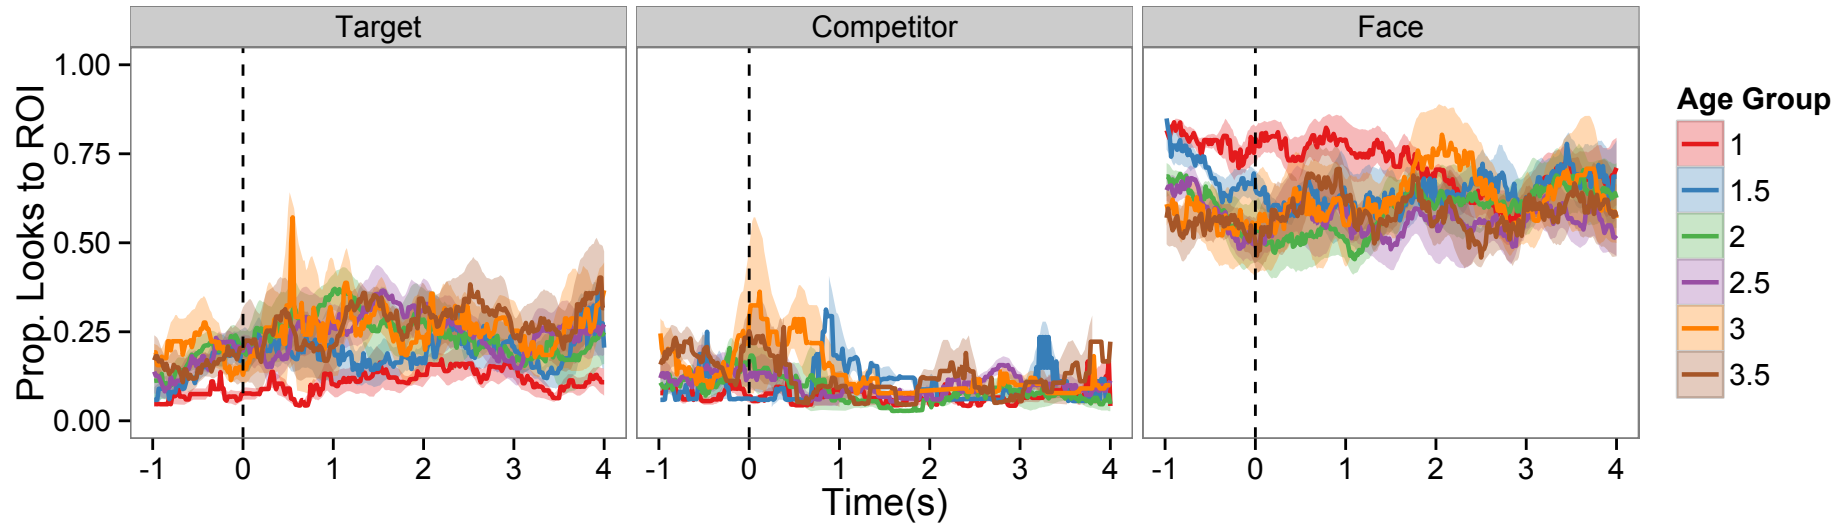 Target Competitor Face
Prop. Looks to ROI
1.00
0.75
0.50
0.25
0.00
-1 0 1 2 3 4 -1 0 1 2 3 4 -1 0 1 2 3 4
Time(s)
Age Group
1
1.5
2
2.5
3
3.5